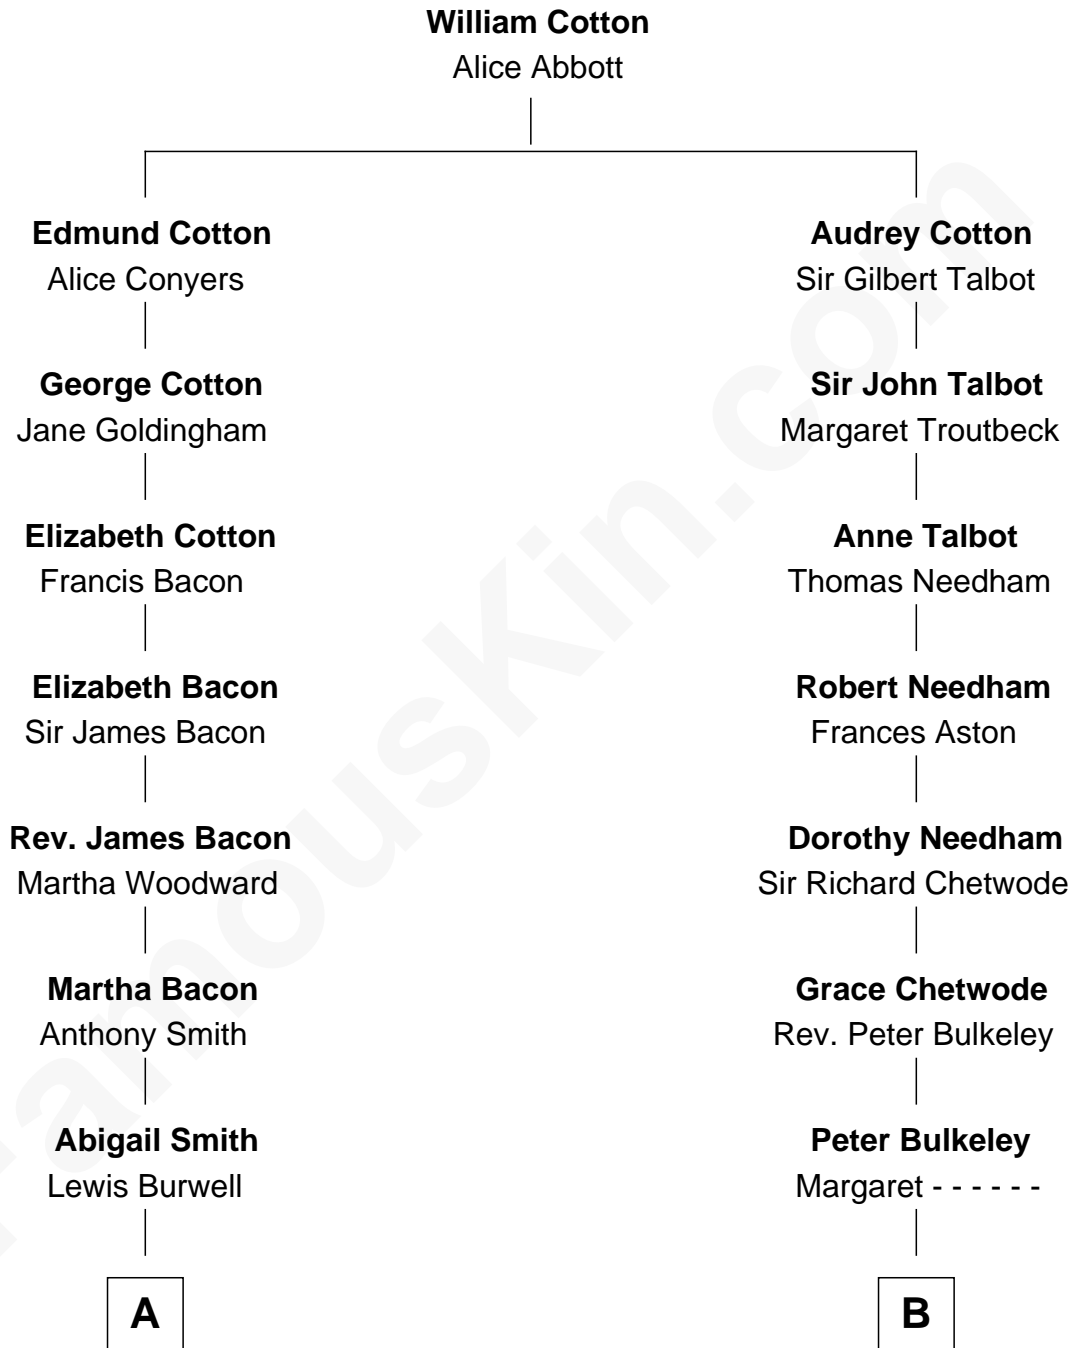 William Cotton
Alice Abbott
Edmund Cotton
Alice Conyers
George Cotton
Jane Goldingham
Elizabeth Cotton
Francis Bacon
Elizabeth Bacon
Sir James Bacon
Rev. James Bacon
Martha Woodward
Martha Bacon
Anthony Smith
Abigail Smith
Lewis Burwell
A
Audrey Cotton
Sir Gilbert Talbot
Sir John Talbot
Margaret Troutbeck
Anne Talbot
Thomas Needham
Robert Needham
Frances Aston
Dorothy Needham
Sir Richard Chetwode
Grace Chetwode
Rev. Peter Bulkeley
Peter Bulkeley
Margaret - - - - - -
B
FamousKin.com